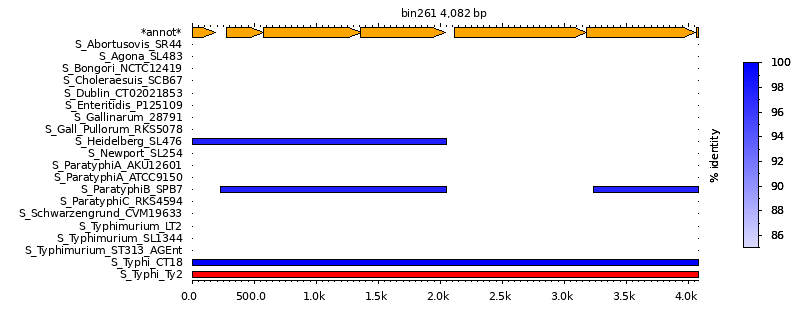 bin261 4,082 bp
*annot*
S_Abortusovis_SR44
S_Agona_SL483
S_Bongori_NCTC12419
S_Choleraesuis_SCB67
S_Dublin_CT02021853
S_Enteritidis_P125109
S_Gallinarum_28791
S_Gall_Pullorum_RKS5078
S_Heidelberg_SL476
S_Newport_SL254
S_ParatyphiA_AKU12601
S_ParatyphiA_ATCC9150
S_ParatyphiB_SPB7
S_ParatyphiC_RKS4594
S_Schwarzengrund_CVM19633
S_Typhimurium_LT2
S_Typhimurium_SL1344
S_Typhimurium_ST313_AGEnt
S_Typhi_CT18
S_Typhi_Ty2
0.0 500.0 1.0k 1.5k 2.0k 2.5k 3.0k 3.5k 4.0k
% identity
100
98
96
94
92
90
88
86